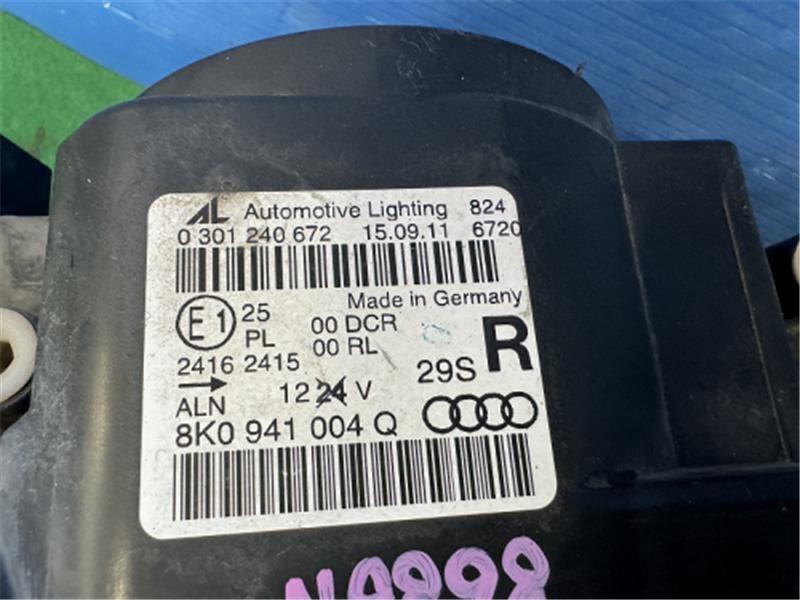 AL Automotive Lighting 824
0 301 240 672 15.09.11 6720
Made in Germany
E1 25 PL 00 DCR 00 RL R
2416 2415 29S
ALN 12 24 V
8K0 941 004 Q